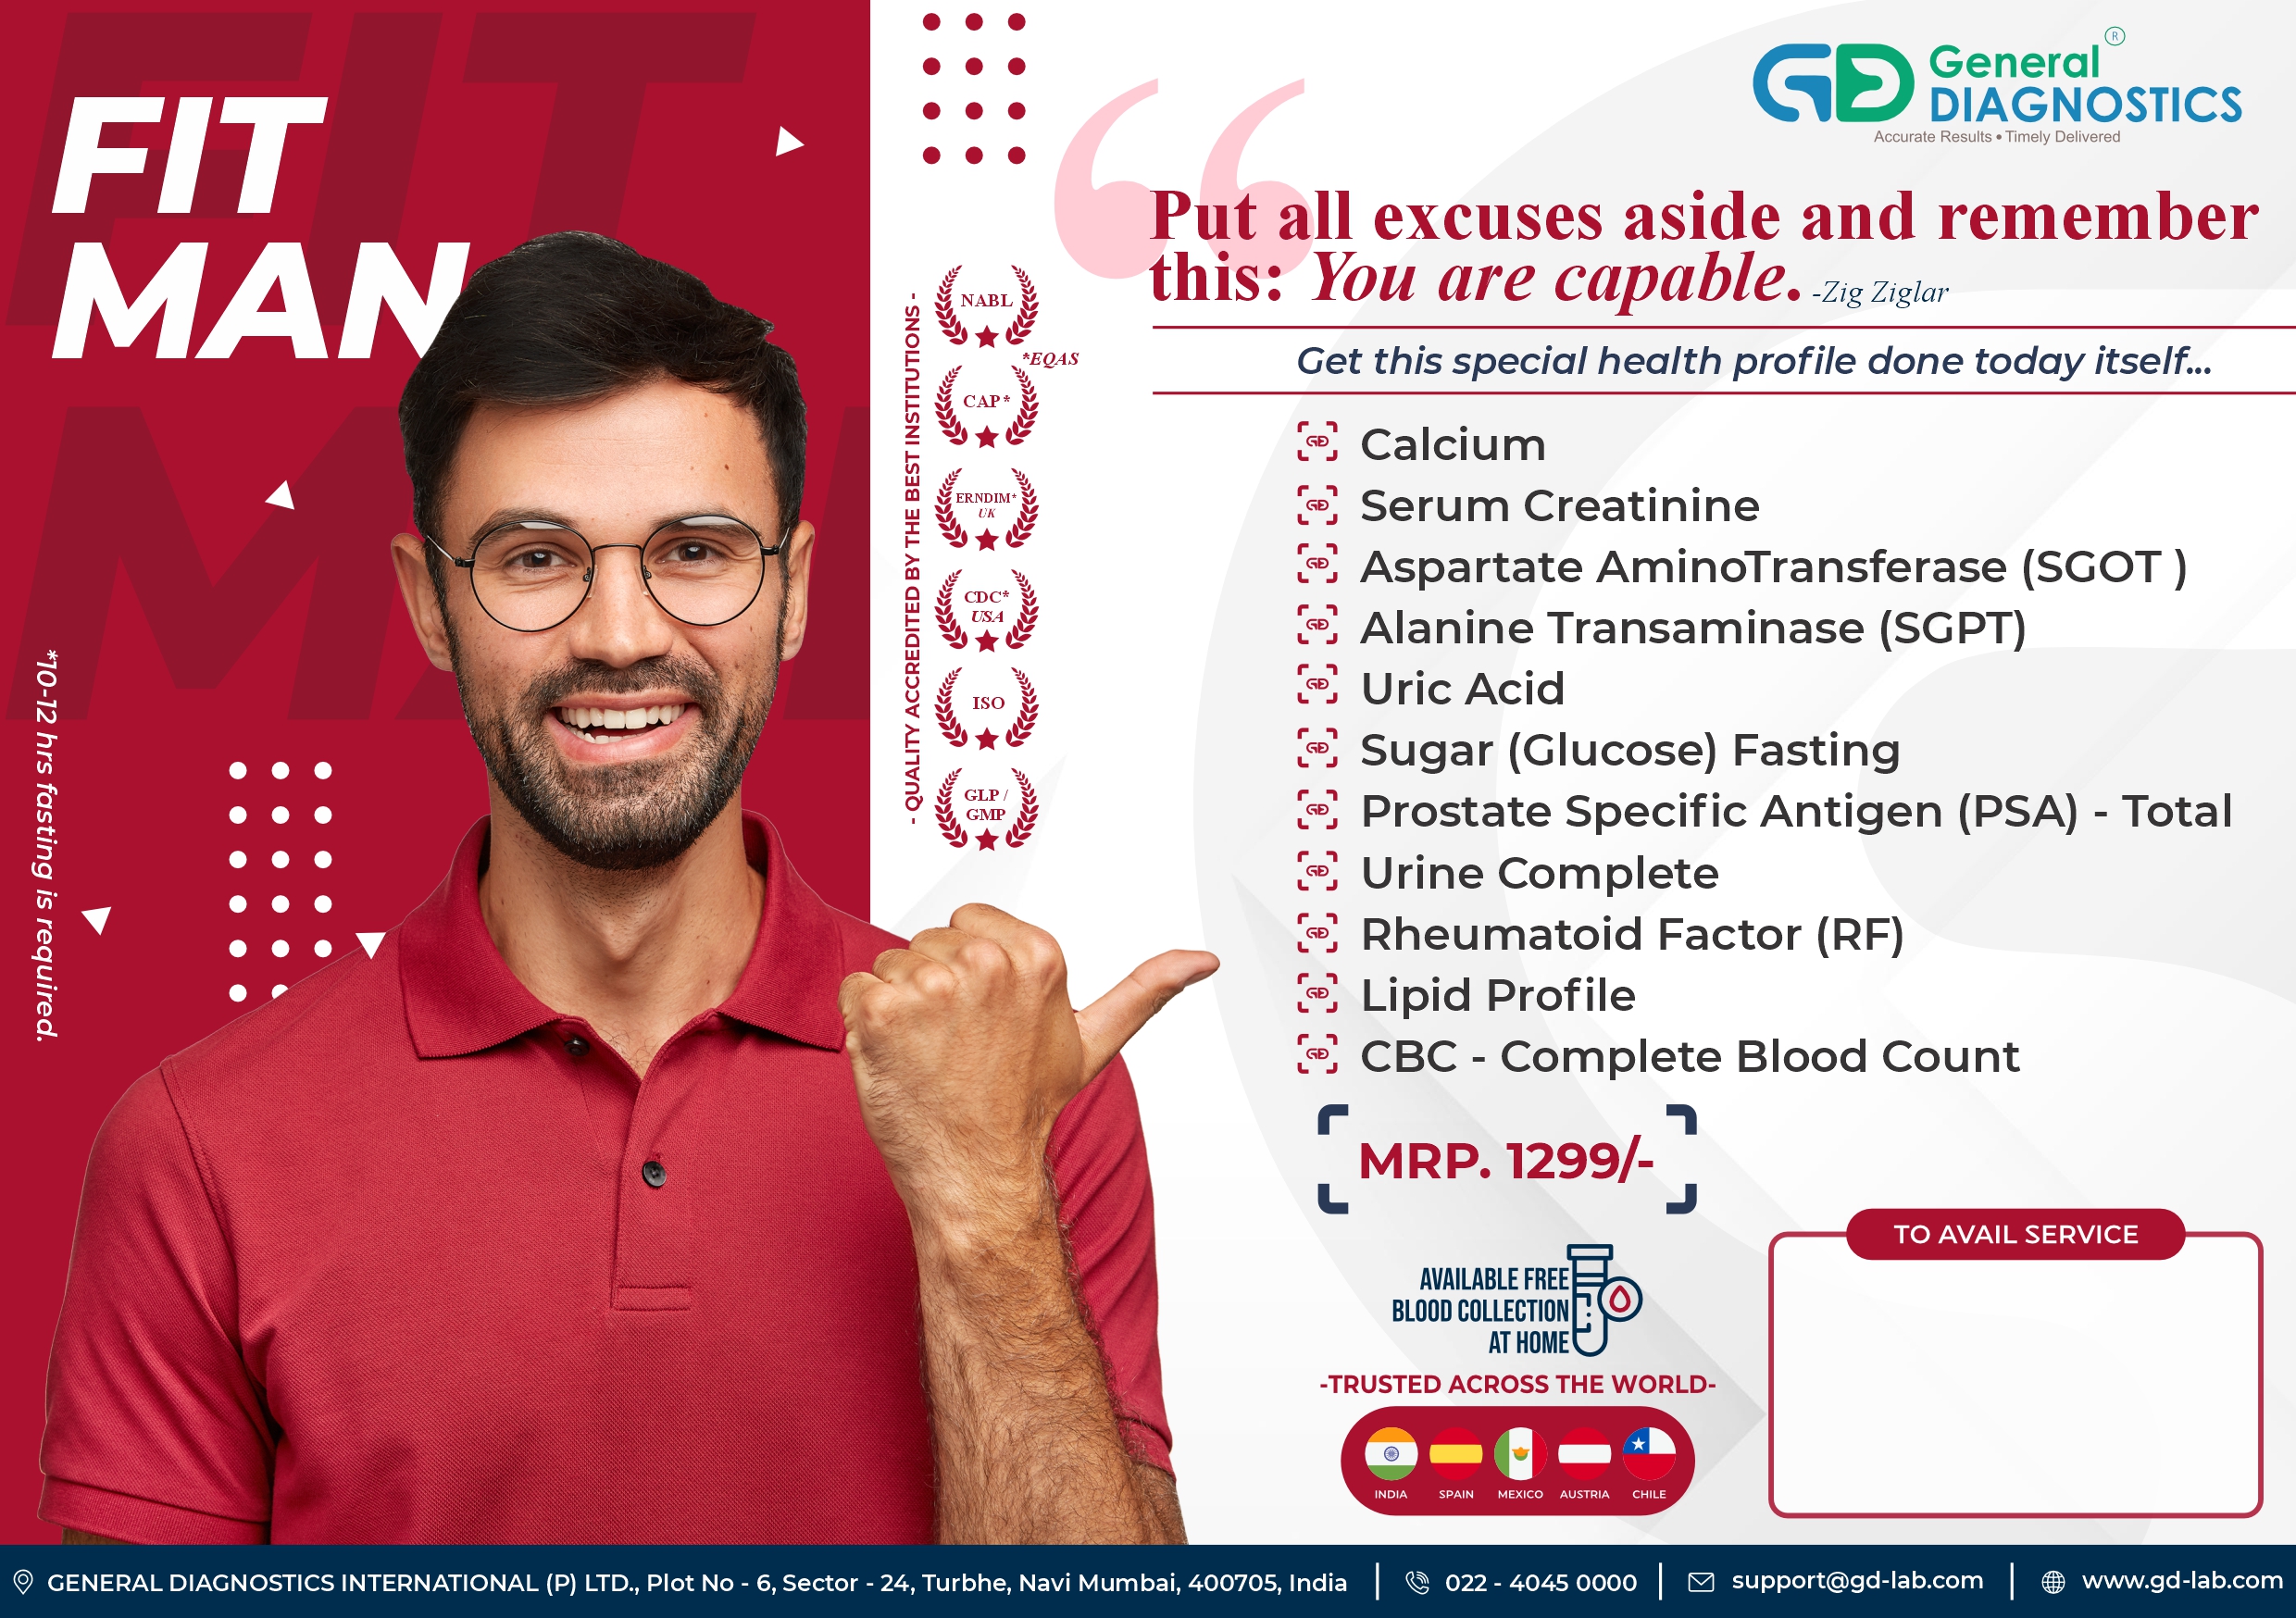 FIT
MAN
*10-12 hrs fasting is required.
General ®
DIAGNOSTICS
Accurate Results • Timely Delivered
Put all excuses aside and remember
this: You are capable. -Zig Ziglar
Get this special health profile done today itself...
- QUALITY ACCREDITED BY THE BEST INSTITUTIONS -
NABL
*EQAS
CAP*
ERNDIM*
UK
CDC*
USA
ISO
GLP /
GMP
Calcium
Serum Creatinine
Aspartate AminoTransferase (SGOT )
Alanine Transaminase (SGPT)
Uric Acid
Sugar (Glucose) Fasting
Prostate Specific Antigen (PSA) - Total
Urine Complete
Rheumatoid Factor (RF)
Lipid Profile
CBC - Complete Blood Count
MRP. 1299/-
AVAILABLE FREE
BLOOD COLLECTION
AT HOME
-TRUSTED ACROSS THE WORLD-
INDIA SPAIN MEXICO AUSTRIA CHILE
TO AVAIL SERVICE
GENERAL DIAGNOSTICS INTERNATIONAL (P) LTD., Plot No - 6, Sector - 24, Turbhe, Navi Mumbai, 400705, India | 022 - 4045 0000 | support@gd-lab.com | www.gd-lab.com